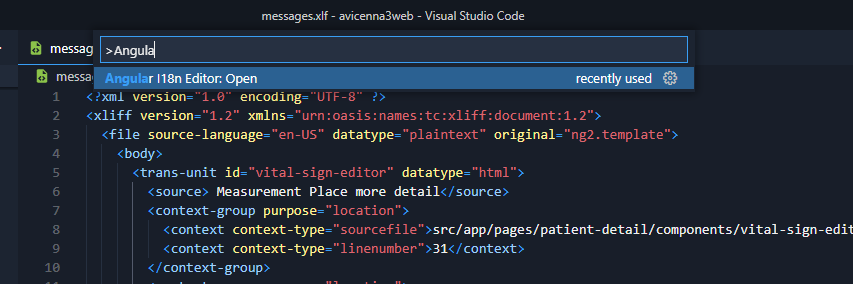 messages.xlf - avicenna3web - Visual Studio Code
messag
>Angula
Angular I18n Editor: Open recently used
mess
1 <?xml version="1.0" encoding="UTF-8" ?>
2 <xliff version="1.2" xmlns="urn:oasis:names:tc:xliff:document:1.2">
3 <file source-language="en-US" datatype="plaintext" original="ng2.template">
4 <body>
5 <trans-unit id="vital-sign-editor" datatype="html">
6 <source> Measurement Place more detail</source>
7 <context-group purpose="location">
8 <context context-type="sourcefile">src/app/pages/patient-detail/components/vital-sign-edit
9 <context context-type="linenumber">31</context>
10 </context-group>